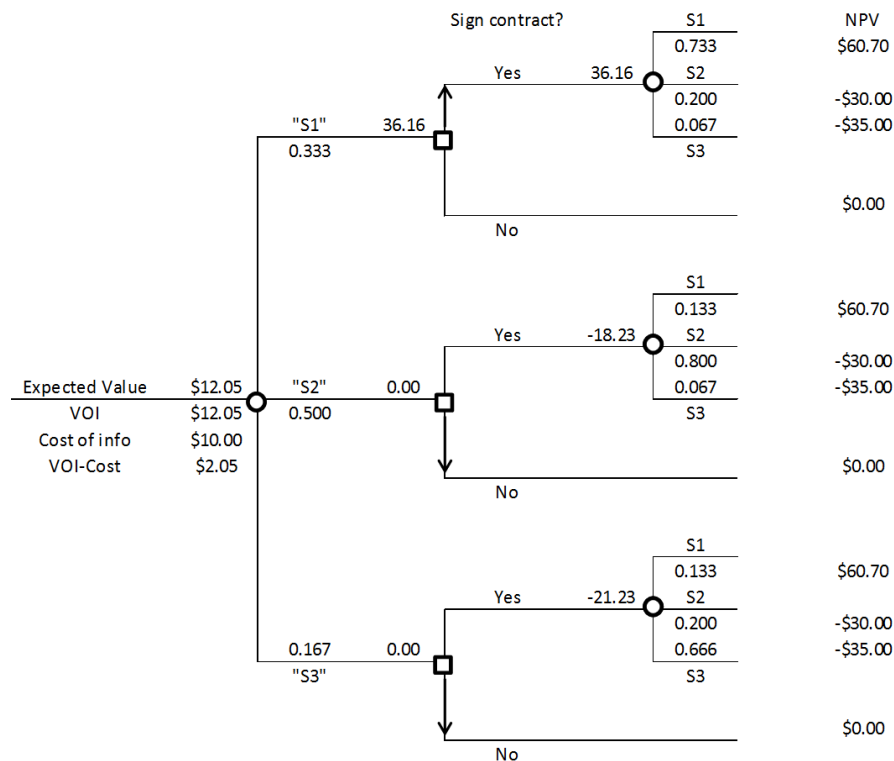 Sign contract? S1 NPV
0.733 $60.70
Yes 36.16 S2
0.200 -$30.00
"S1" 36.16 0.067 -$35.00
0.333 S3
$0.00
No
S1
0.133 $60.70
Yes -18.23 S2
0.800 -$30.00
Expected Value $12.05 "S2" 0.00 0.067 -$35.00
VOI $12.05 0.500 S3
Cost of info $10.00
VOI-Cost $2.05 $0.00
No
S1
0.133 $60.70
Yes -21.23 S2
0.200 -$30.00
0.167 0.00 0.666 -$35.00
"S3" S3
$0.00
No